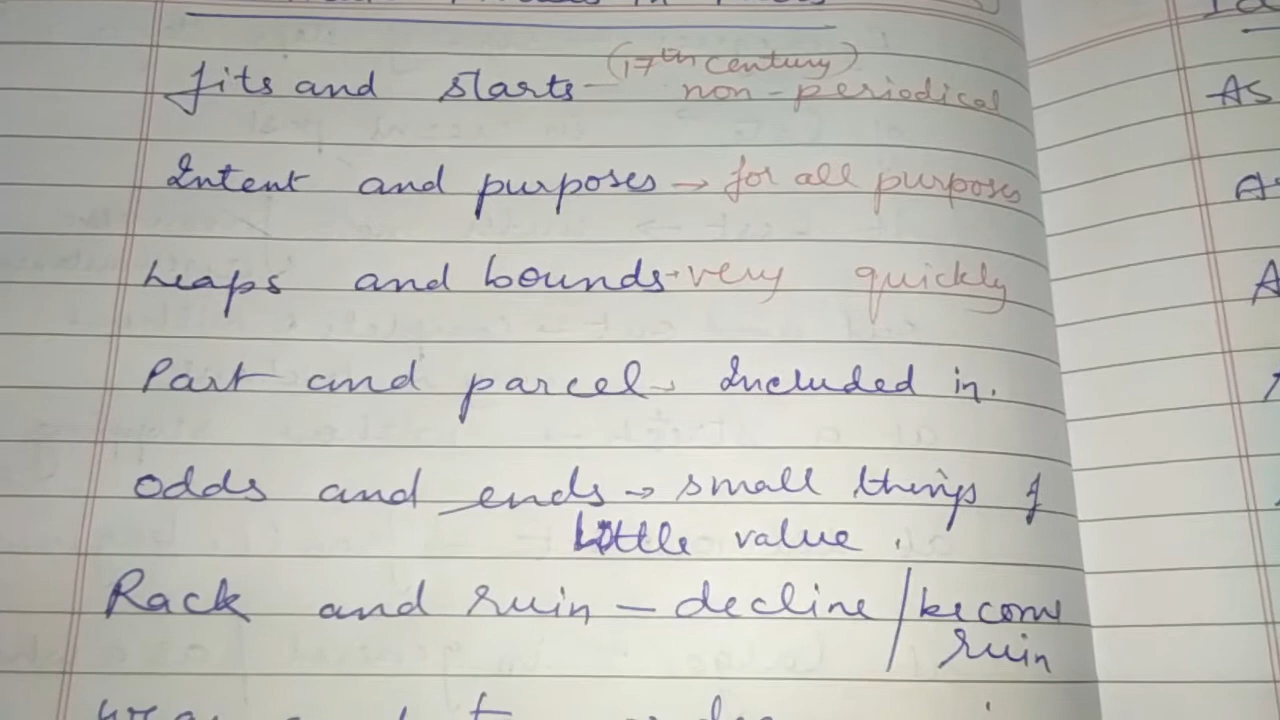 (17th century)
fits and starts - non-periodical
Intent and purposes → for all purposes
Leaps and bounds - very quickly
Part and parcel → Included in.
odds and ends → small things of
little value.
Rack and ruin - decline / become
ruin
AS
A